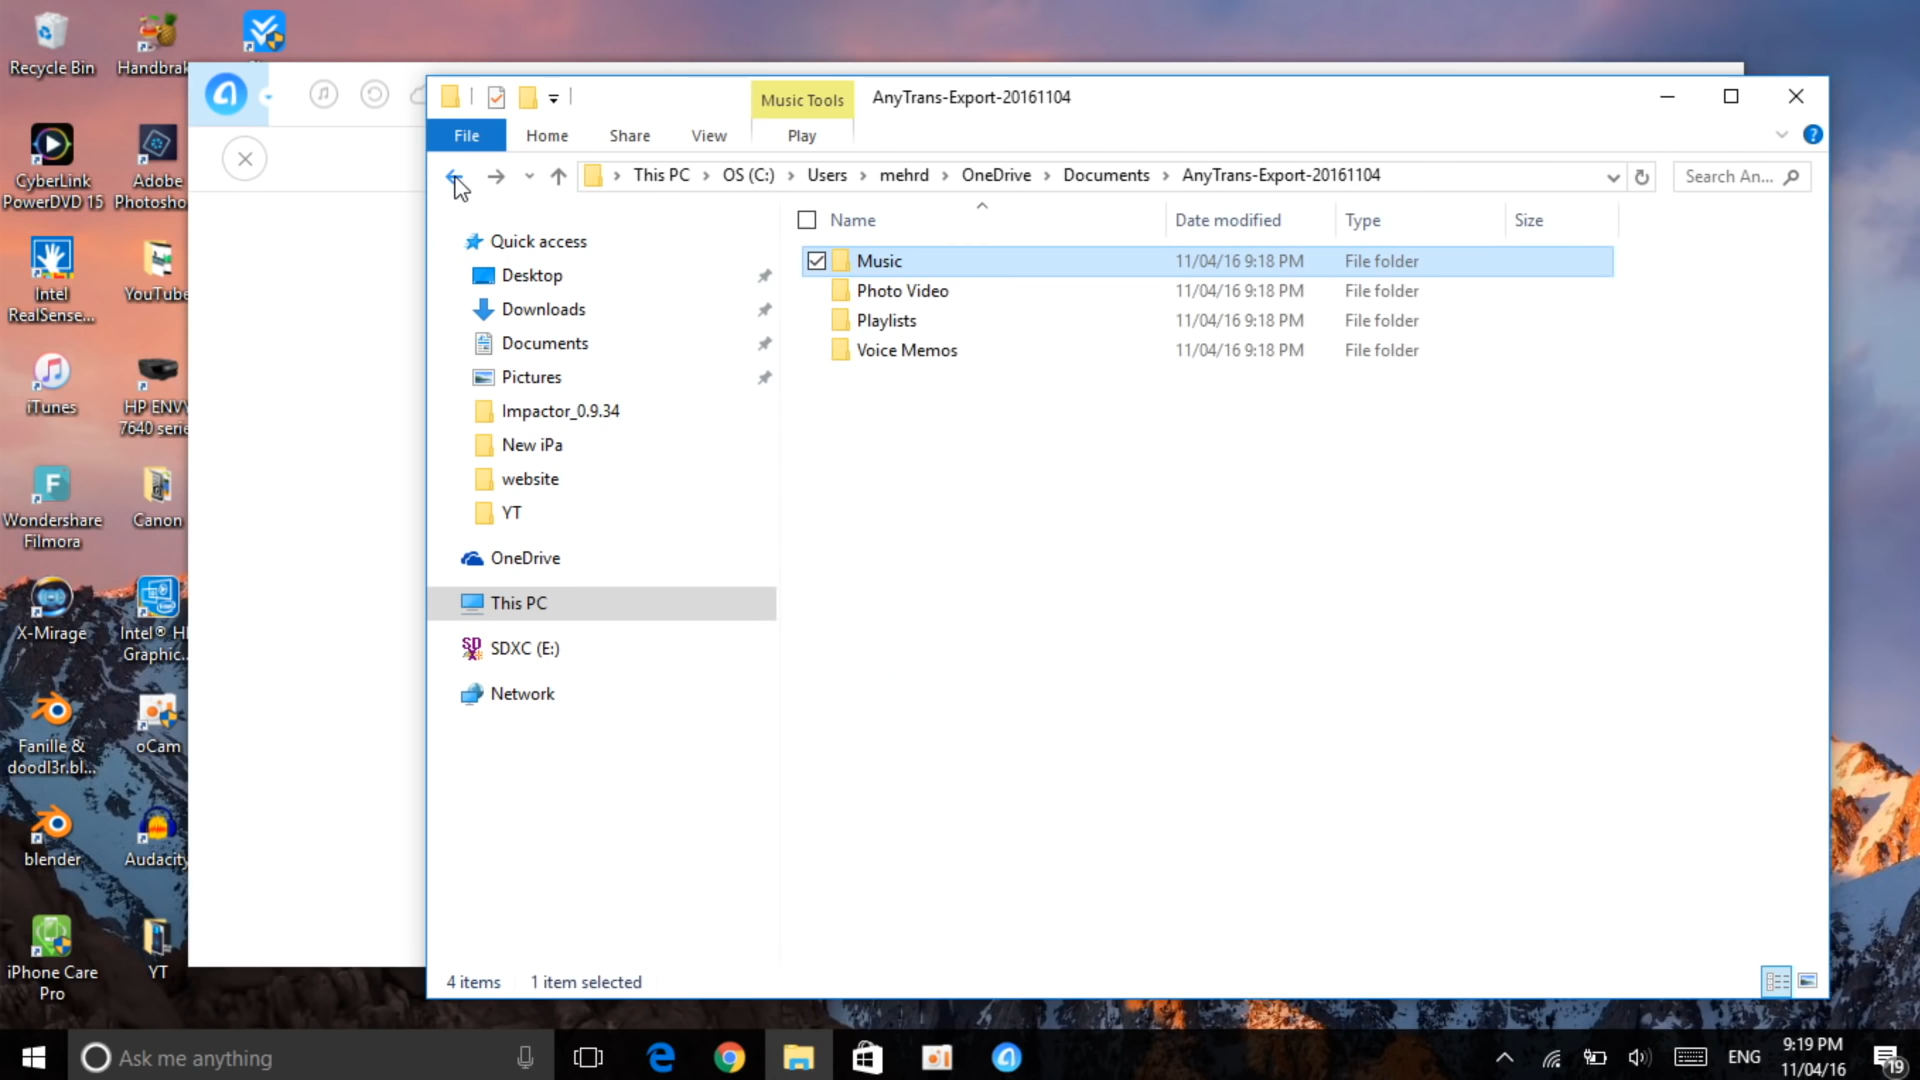 Recycle Bin
Handbrak
CyberLink
PowerDVD 15
Adobe
Photosho
Intel
RealSense...
YouTube
iTunes
HP ENVY
7640 serie
Wondershare
Filmora
Canon
X-Mirage
Intel® H
Graphic...
Fanille &
doodl3r.bl...
oCam
blender
Audacity
iPhone Care
Pro
YT
Music Tools
AnyTrans-Export-20161104
File
Home
Share
View
Play
This PC
OS (C:)
Users
mehrd
OneDrive
Documents
AnyTrans-Export-20161104
Search An...
Quick access
Desktop
Downloads
Documents
Pictures
Impactor_0.9.34
New iPa
website
YT
OneDrive
This PC
SDXC (E:)
Network
Name
Date modified
Type
Size
Music 11/04/16 9:18 PM File folder
Photo Video 11/04/16 9:18 PM File folder
Playlists 11/04/16 9:18 PM File folder
Voice Memos 11/04/16 9:18 PM File folder
4 items
1 item selected
Ask me anything
ENG
9:19 PM
11/04/16
19